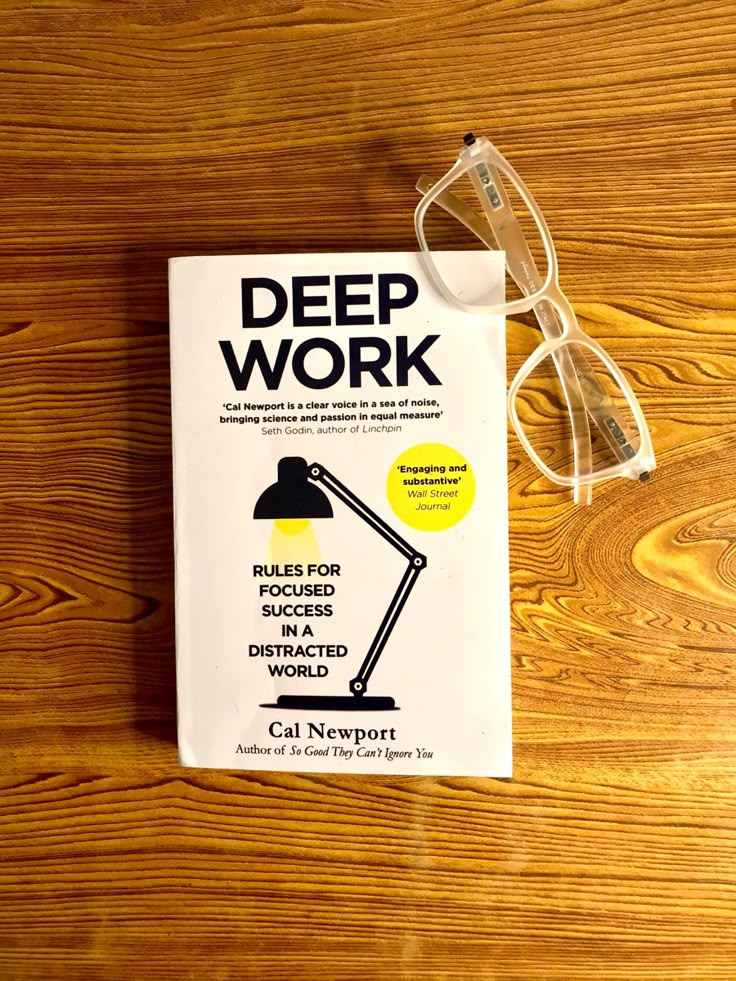 DEEP
WORK
‘Cal Newport is a clear voice in a sea of noise,
bringing science and passion in equal measure’
Seth Godin, author of Linchpin
‘Engaging and
substantive’
Wall Street
Journal
RULES FOR
FOCUSED
SUCCESS
IN A
DISTRACTED
WORLD
Cal Newport
Author of So Good They Can't Ignore You